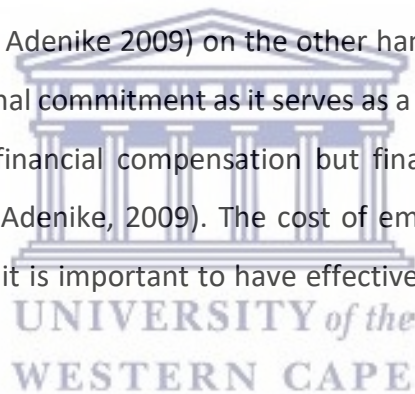 Adenike 2009) on the other har
nal commitment as it serves as a
financial compensation but fina
Adenike, 2009). The cost of em
it is important to have effective
UNIVERSITY of the
WESTERN CAPE